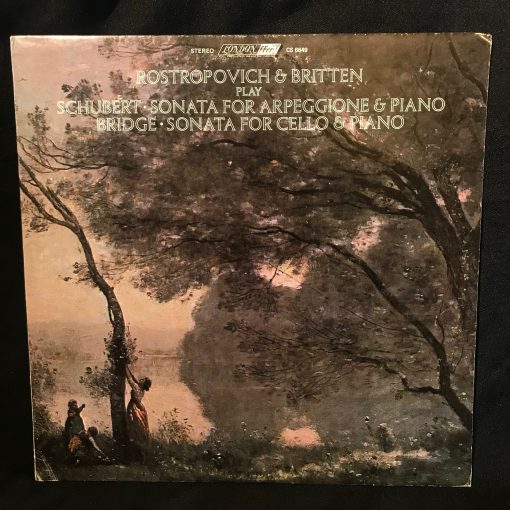 STEREO LONDON ffrr CS 6649
ROSTROPOVICH & BRITTEN
PLAY
SCHUBERT · SONATA FOR ARPEGGIONE & PIANO
BRIDGE · SONATA FOR CELLO & PIANO